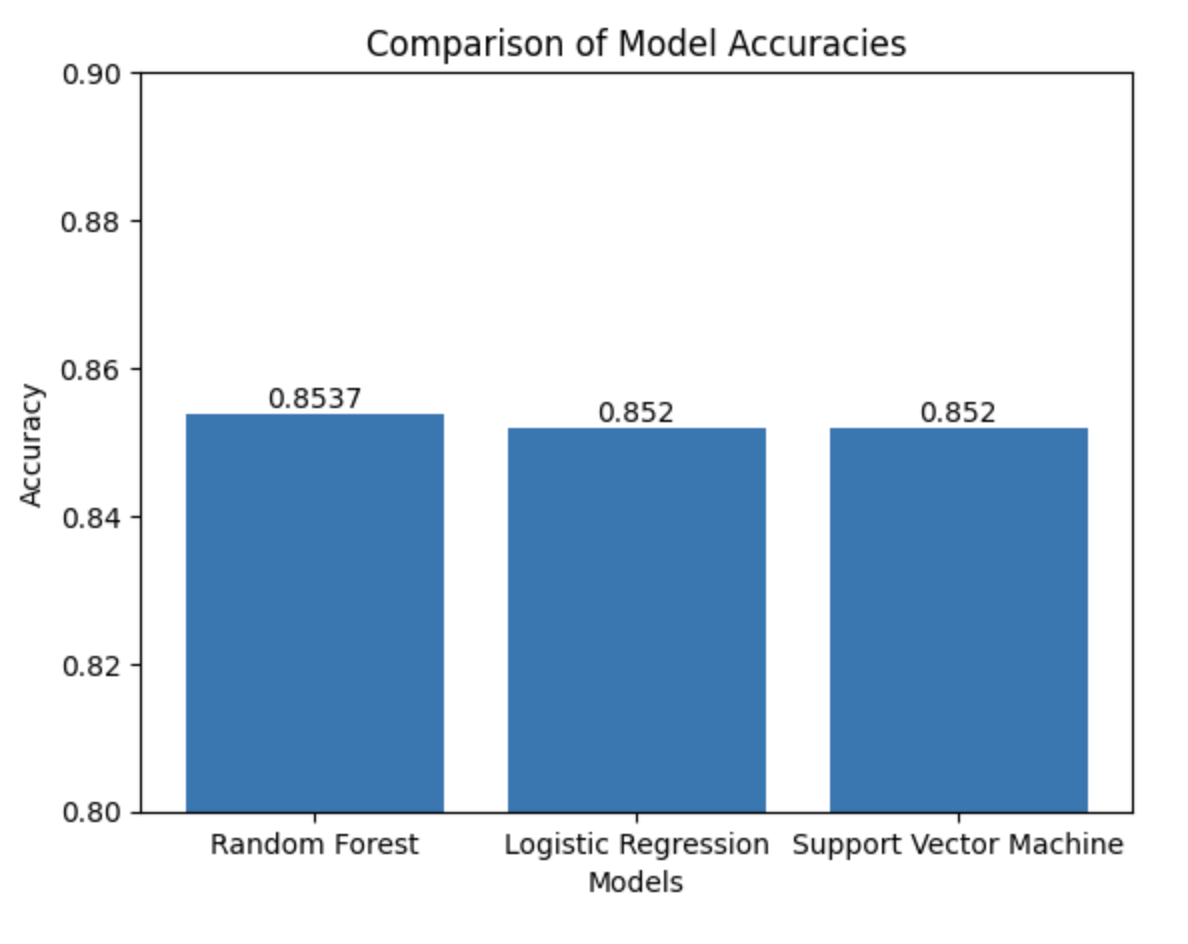 Comparison of Model Accuracies
0.90
0.88
0.86
0.84
0.82
0.80
Accuracy
0.8537
0.852
0.852
Random Forest
Logistic Regression
Support Vector Machine
Models